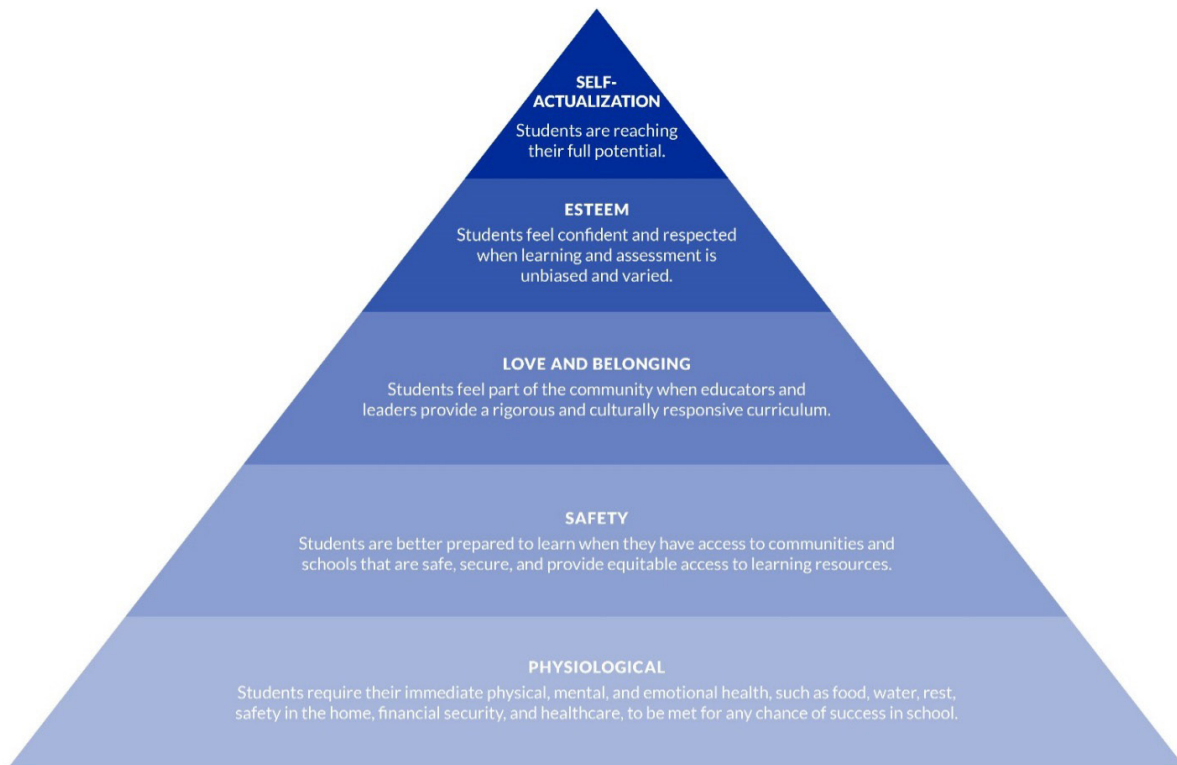 SELF-
ACTUALIZATION
Students are reaching
their full potential.
ESTEEM
Students feel confident and respected
when learning and assessment is
unbiased and varied.
LOVE AND BELONGING
Students feel part of the community when educators and
leaders provide a rigorous and culturally responsive curriculum.
SAFETY
Students are better prepared to learn when they have access to communities and
schools that are safe, secure, and provide equitable access to learning resources.
PHYSIOLOGICAL
Students require their immediate physical, mental, and emotional health, such as food, water, rest,
safety in the home, financial security, and healthcare, to be met for any chance of success in school.